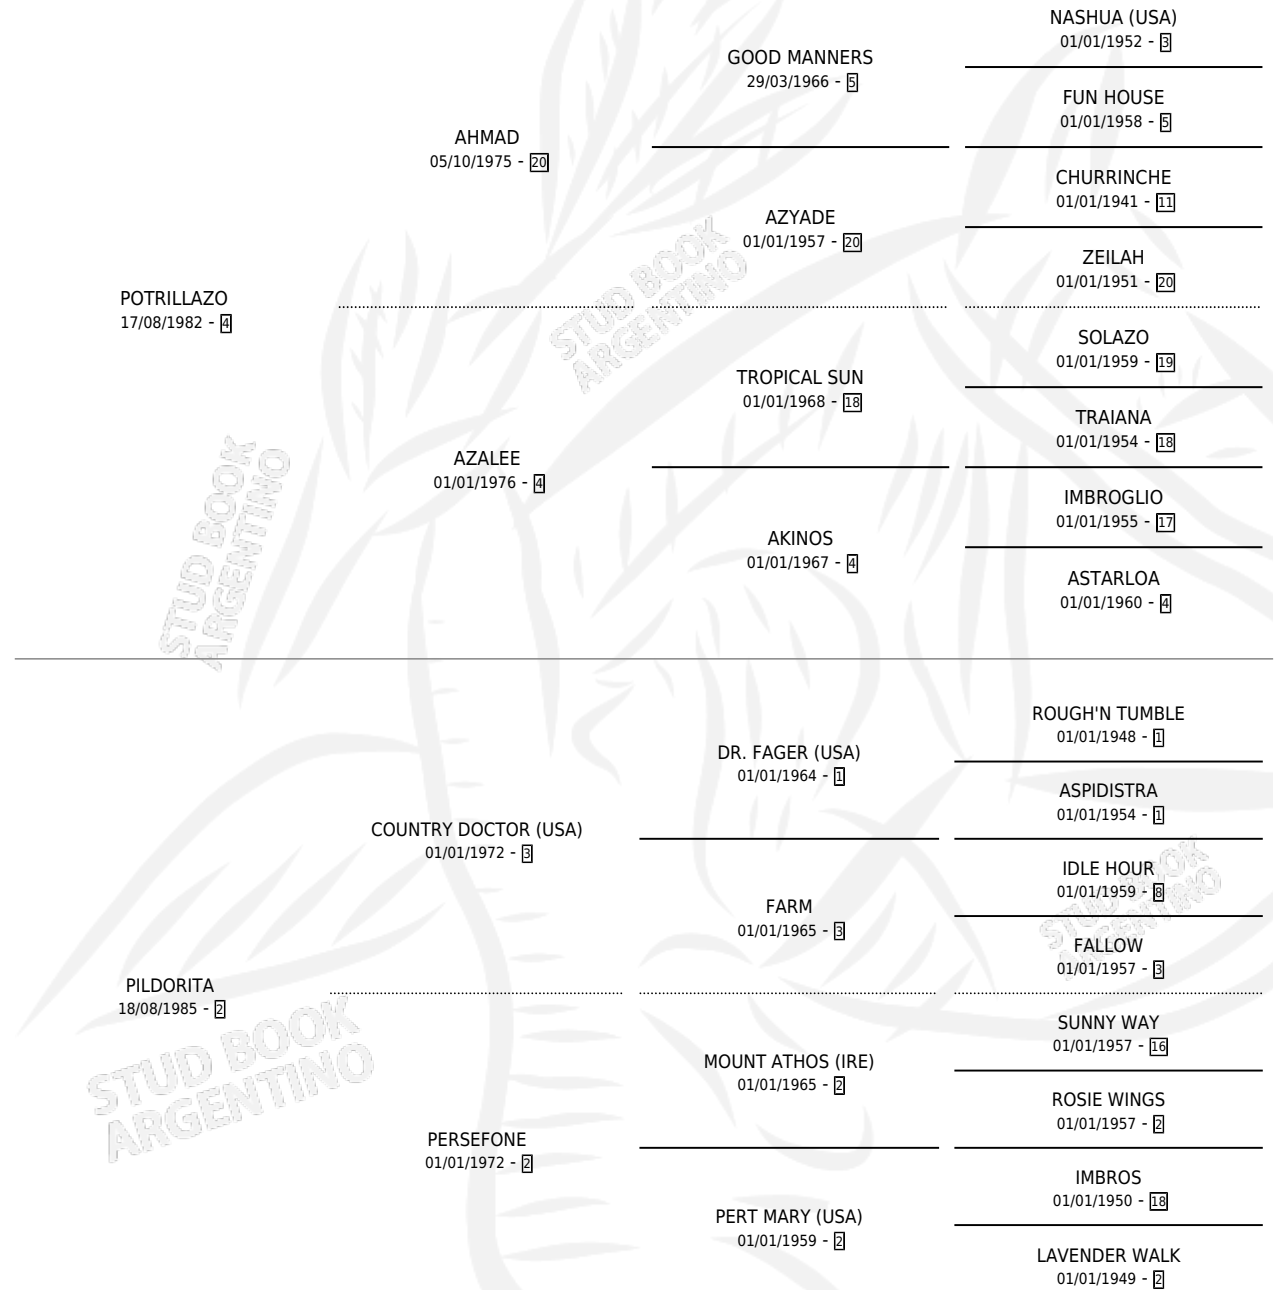 NASHUA (USA)
01/01/1952 - 3
GOOD MANNERS
29/03/1966 - 5
FUN HOUSE
01/01/1958 - 5
AHMAD
05/10/1975 - 20
CHURRINCHE
01/01/1941 - 11
AZYADE
01/01/1957 - 20
ZEILAH
01/01/1951 - 20
POTRILLAZO
17/08/1982 - 4
STUD BOOK
ARGENTINO
SOLAZO
01/01/1959 - 19
TROPICAL SUN
01/01/1968 - 18
TRAIANA
01/01/1954 - 18
AZALEE
01/01/1976 - 4
IMBROGLIO
01/01/1955 - 17
AKINOS
01/01/1967 - 4
ASTARLOA
01/01/1960 - 4
STUD BOOK
ARGENTINO
ROUGH'N TUMBLE
01/01/1948 - 1
DR. FAGER (USA)
01/01/1964 - 1
ASPIDISTRA
01/01/1954 - 1
COUNTRY DOCTOR (USA)
01/01/1972 - 3
IDLE HOUR
01/01/1959 - 8
FARM
01/01/1965 - 3
FALLOW
01/01/1957 - 3
STUD BOOK
ARGENTINO
PILDORITA
18/08/1985 - 2
SUNNY WAY
01/01/1957 - 16
MOUNT ATHOS (IRE)
01/01/1965 - 2
ROSIE WINGS
01/01/1957 - 2
STUD BOOK
ARGENTINO
PERSEFONE
01/01/1972 - 2
IMBROS
01/01/1950 - 18
PERT MARY (USA)
01/01/1959 - 2
LAVENDER WALK
01/01/1949 - 2